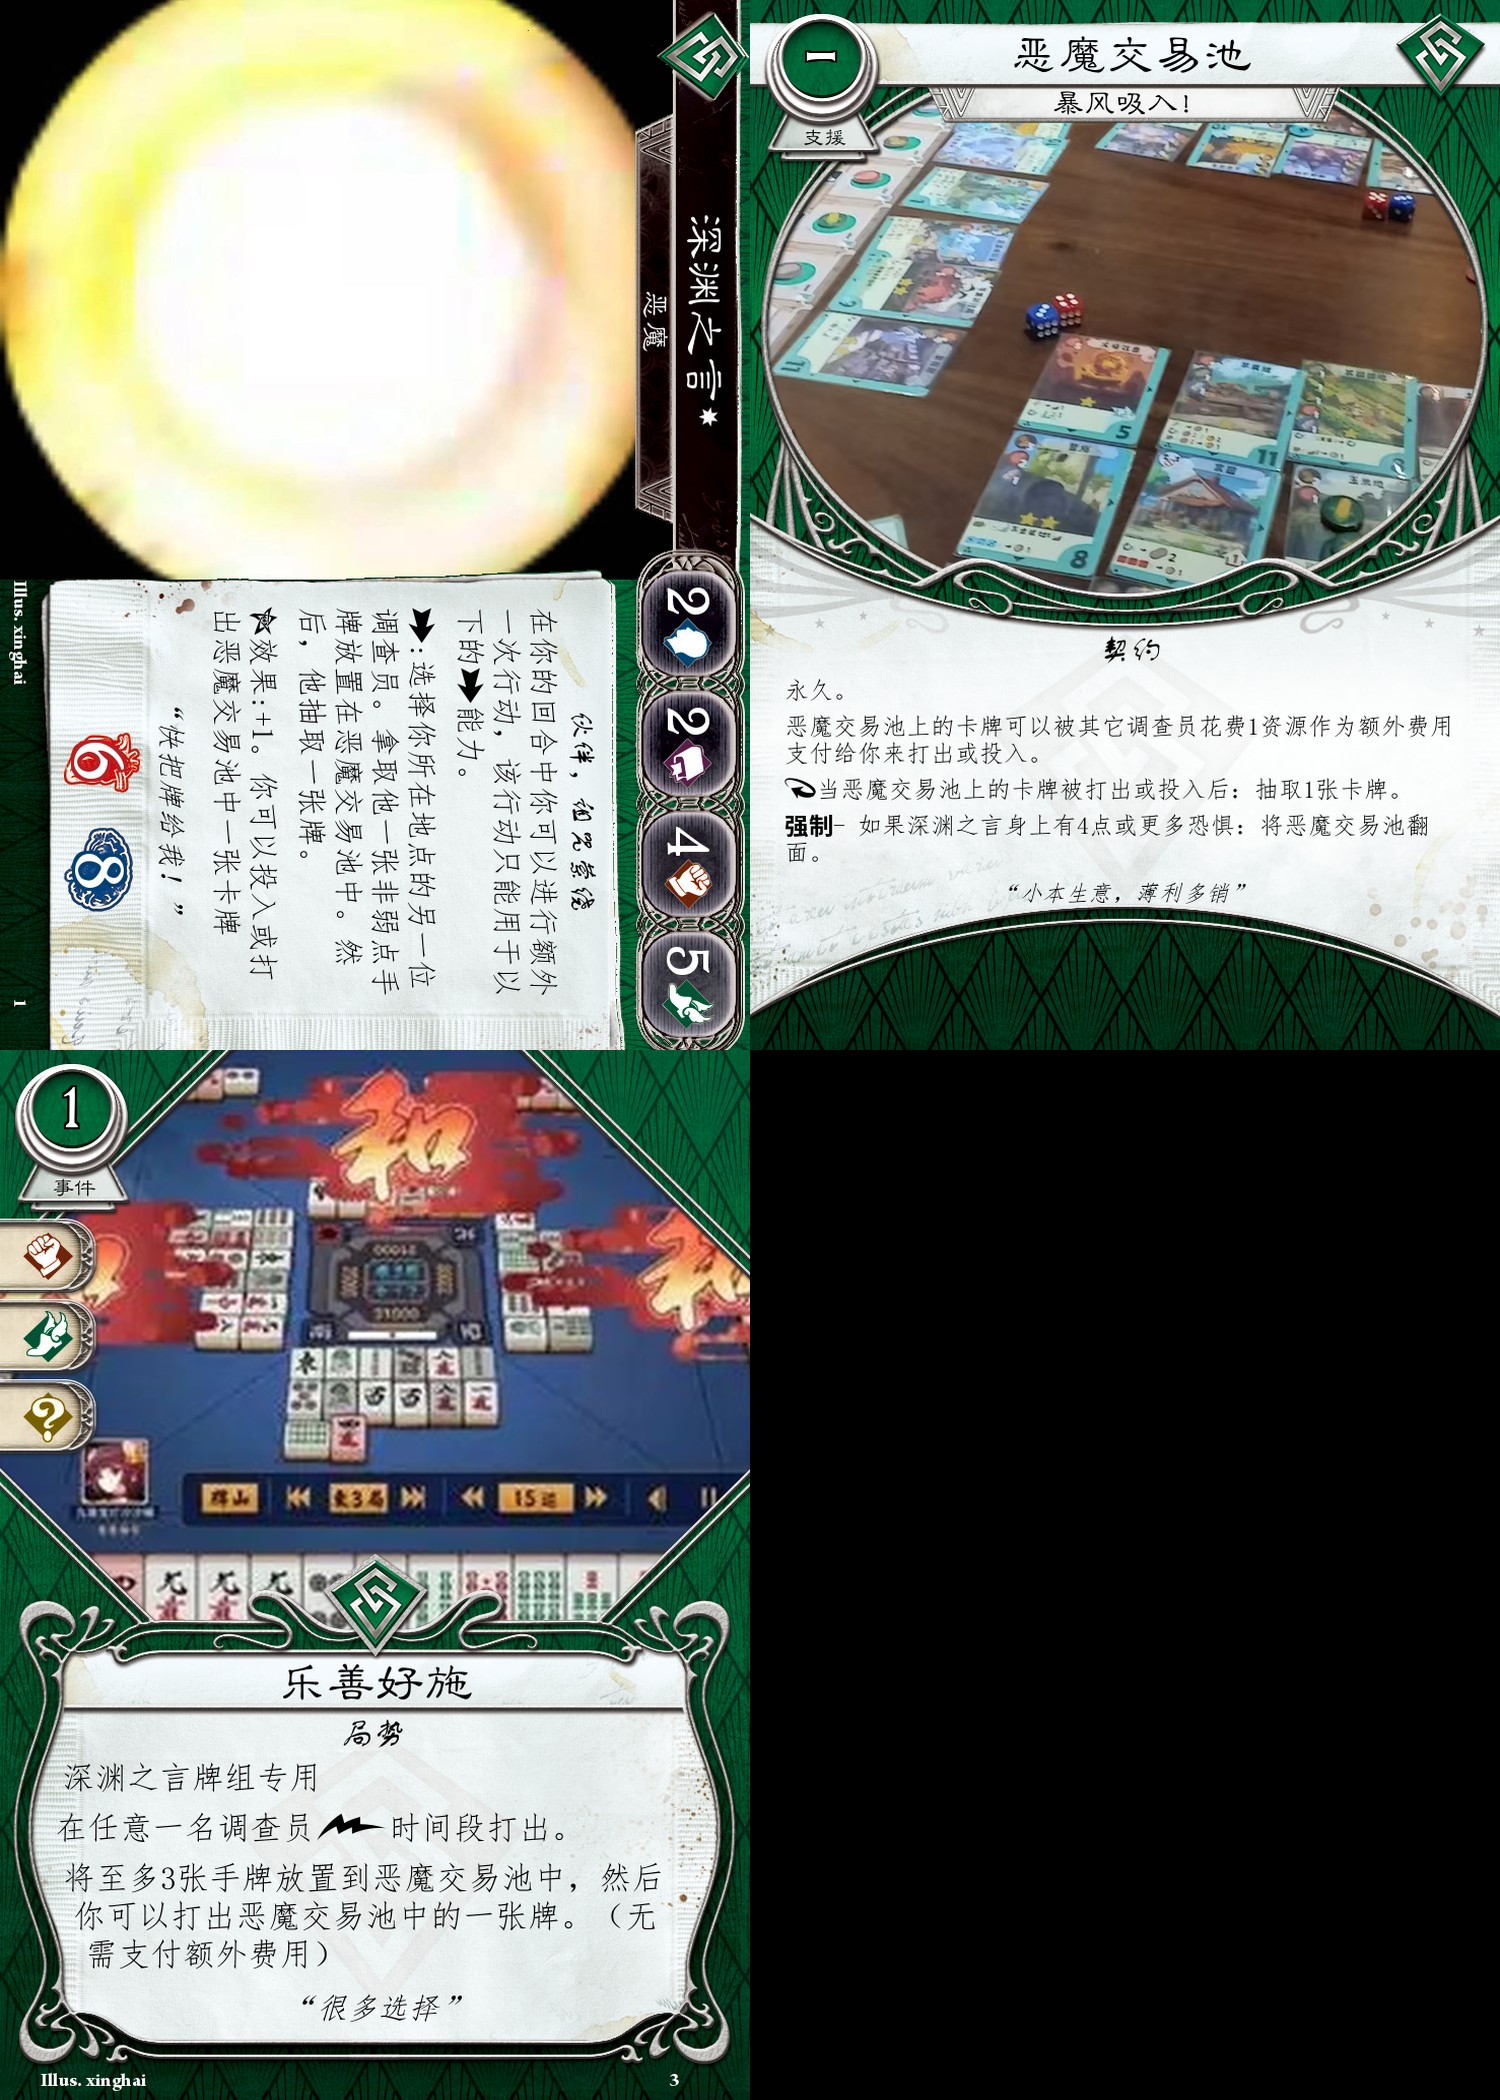 深渊之言
恶魔
2
2
4
5
伙伴，诅咒萦绕
在你的回合中你可以进行额外
一次行动，该行动只能用于以
下的能力。
：选择你所在地点的另一位
调查员。拿取他一张非弱点手
牌放置在恶魔交易池中。然
后，他抽取一张牌。
效果：+1。你可以投入或打
出恶魔交易池中一张卡牌
“快把牌给我！”
6
8
Illus. xinghai
1
恶魔交易池
暴风吸入！
支援
契约
永久。
恶魔交易池上的卡牌可以被其它调查员花费1资源作为额外费用
支付给你来打出或投入。
当恶魔交易池上的卡牌被打出或投入后：抽取1张卡牌。
强制– 如果深渊之言身上有4点或更多恐惧：将恶魔交易池翻
面。
“小本生意，薄利多销”
5
11
8
1
事件
和
牌山
东3局
15巡
乐善好施
局势
深渊之言牌组专用
在任意一名调查员 时间段打出。
将至多3张手牌放置到恶魔交易池中，然后
你可以打出恶魔交易池中的一张牌。（无
需支付额外费用）
“很多选择”
Illus. xinghai
3